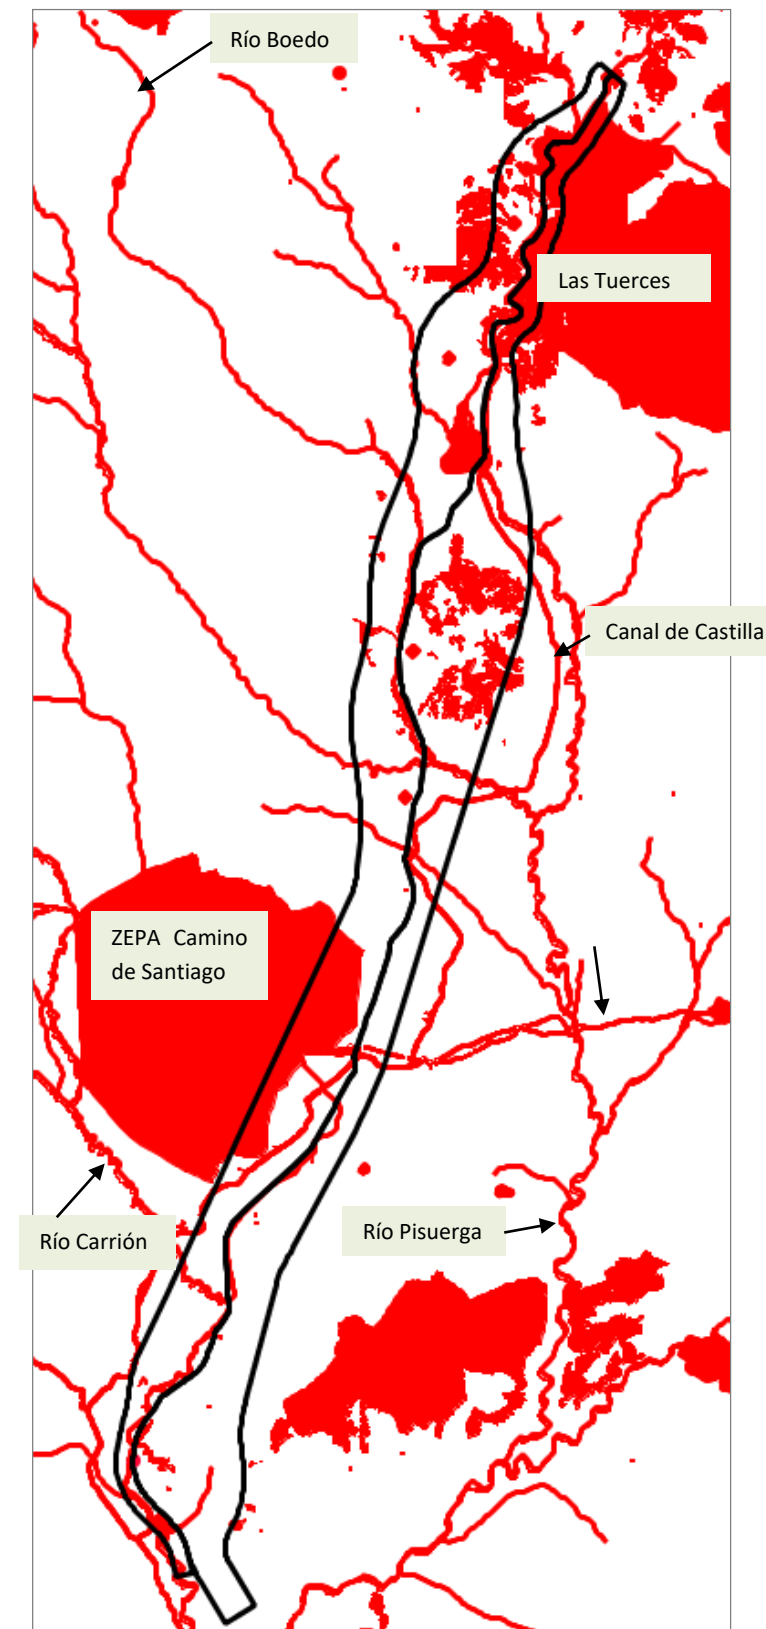 Río Boedo
Las Tuerces
Canal de Castilla
ZEPA Camino
de Santiago
Río Carrión
Río Pisuerga